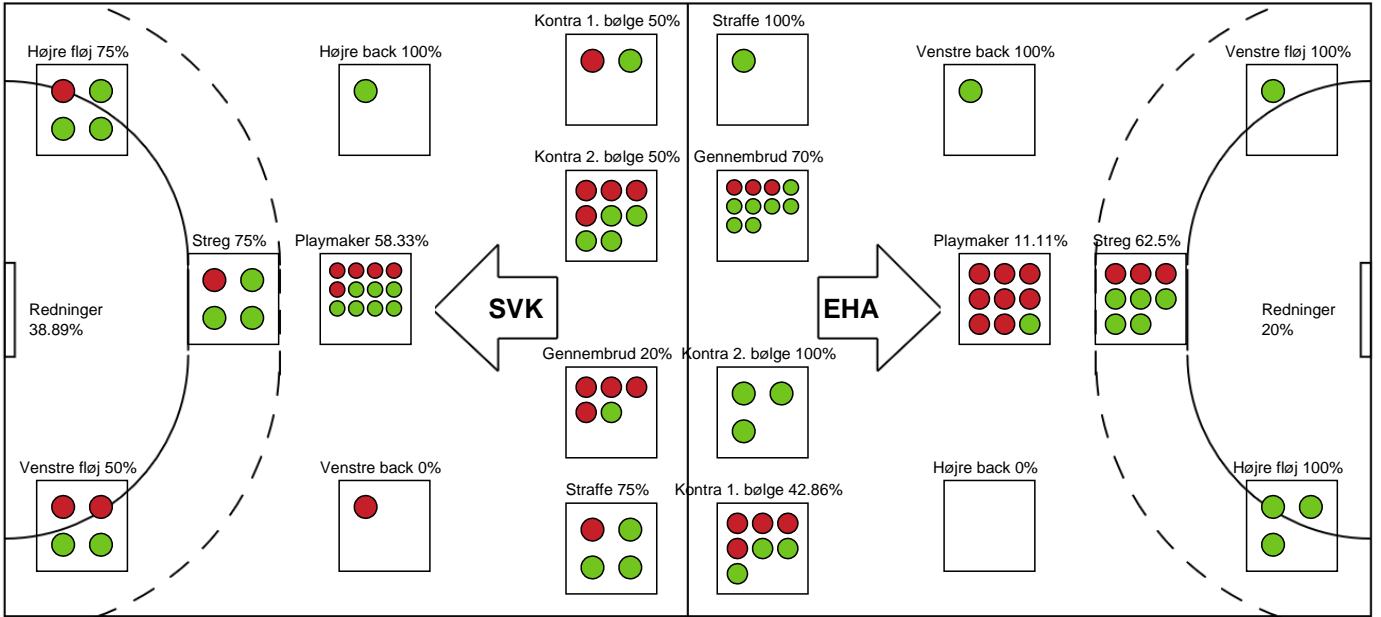 Kontra 1. bølge 50%
Straffe 100%
Højre fløj 75%
Højre back 100%
Venstre back 100%
Venstre fløj 100%
Kontra 2. bølge 50%
Gennembrud 70%
Streg 75%
Playmaker 58.33%
Playmaker 11.11%
Streg 62.5%
Redninger
38.89%
SVK
EHA
Redninger
20%
Gennembrud 20%
Kontra 2. bølge 100%
Venstre fløj 50%
Venstre back 0%
Højre back 0%
Højre fløj 100%
Straffe 75%
Kontra 1. bølge 42.86%